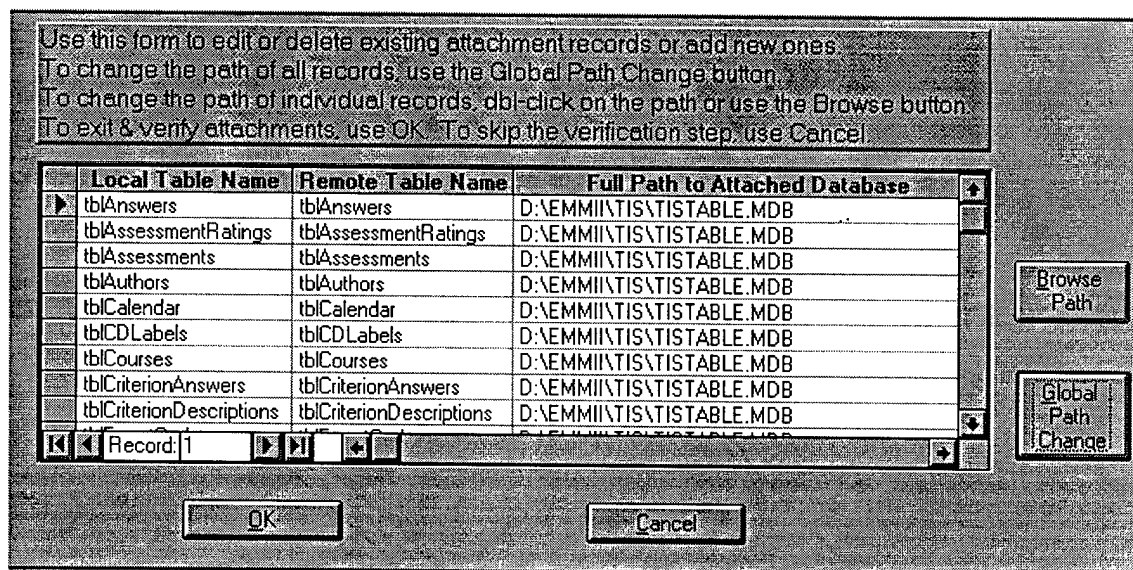 Use this form to edit or delete existing attachment records or add new ones.
To change the path of all records, use the Global Path Change button.
To change the path of individual records, dbl-click on the path or use the Browse button.
To exit & verify attachments, use OK. To skip the verification step, use Cancel
Local Table Name Remote Table Name Full Path to Attached Database
tblAnswers tblAnswers D:\EMMII\TIS\TISTABLE.MDB
tblAssessmentRatings tblAssessmentRatings D:\EMMII\TIS\TISTABLE.MDB
tblAssessments tblAssessments D:\EMMII\TIS\TISTABLE.MDB
tblAuthors tblAuthors D:\EMMII\TIS\TISTABLE.MDB
tblCalendar tblCalendar D:\EMMII\TIS\TISTABLE.MDB
tblCDLabels tblCDLabels D:\EMMII\TIS\TISTABLE.MDB
tblCourses tblCourses D:\EMMII\TIS\TISTABLE.MDB
tblCriterionAnswers tblCriterionAnswers D:\EMMII\TIS\TISTABLE.MDB
tblCriterionDescriptions tblCriterionDescriptions D:\EMMII\TIS\TISTABLE.MDB
Record: 1
Browse
Path
Global
Path
Change
OK Cancel